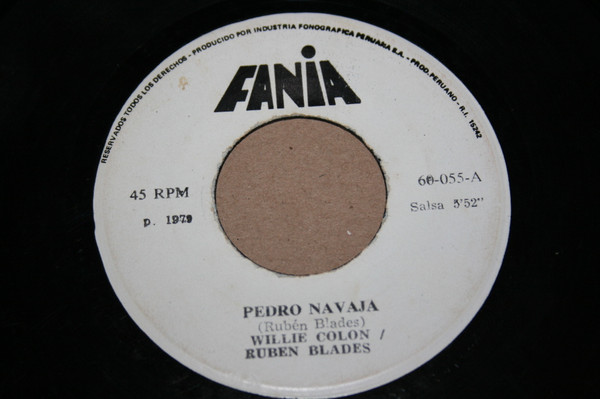 RESERVADOS TODOS LOS DERECHOS - PRODUCIDO POR INDUSTRIA FONOGRAFICA PERUANA S.A. - PROD. PERUANO - R.I. 15242
FANIA
45 RPM
p. 1979
60-055-A
Salsa 5'52"
PEDRO NAVAJA
(Rubén Blades)
WILLIE COLON /
RUBEN BLADES